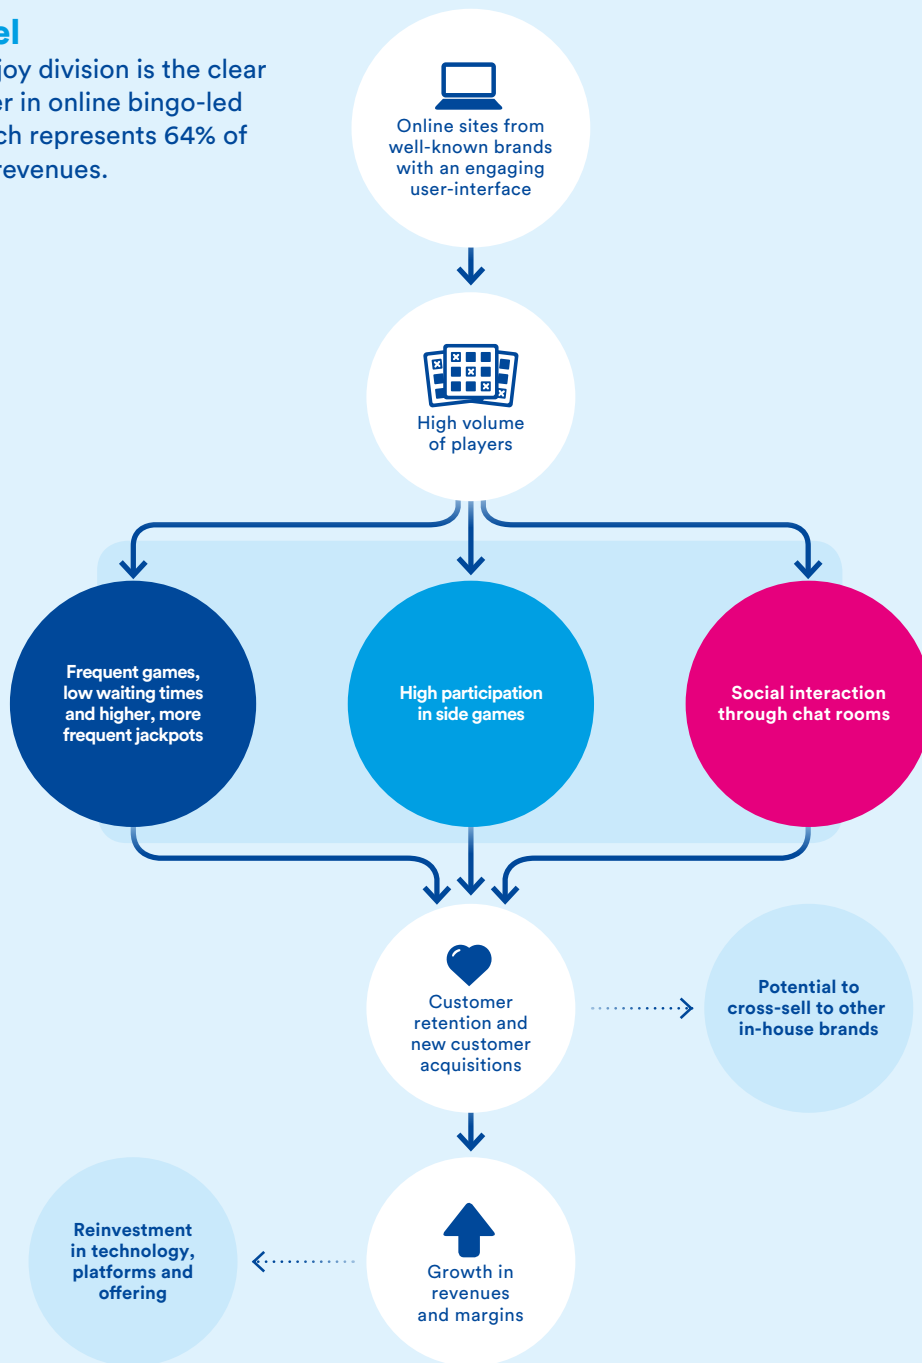 el
joy division is the clear
er in online bingo-led
ch represents 64% of
revenues.
Online sites from
well-known brands
with an engaging
user-interface
High volume
of players
Frequent games,
low waiting times
and higher, more
frequent jackpots
High participation
in side games
Social interaction
through chat rooms
Customer
retention and
new customer
acquisitions
Potential to
cross-sell to other
in-house brands
Reinvestment
in technology,
platforms and
offering
Growth in
revenues
and margins